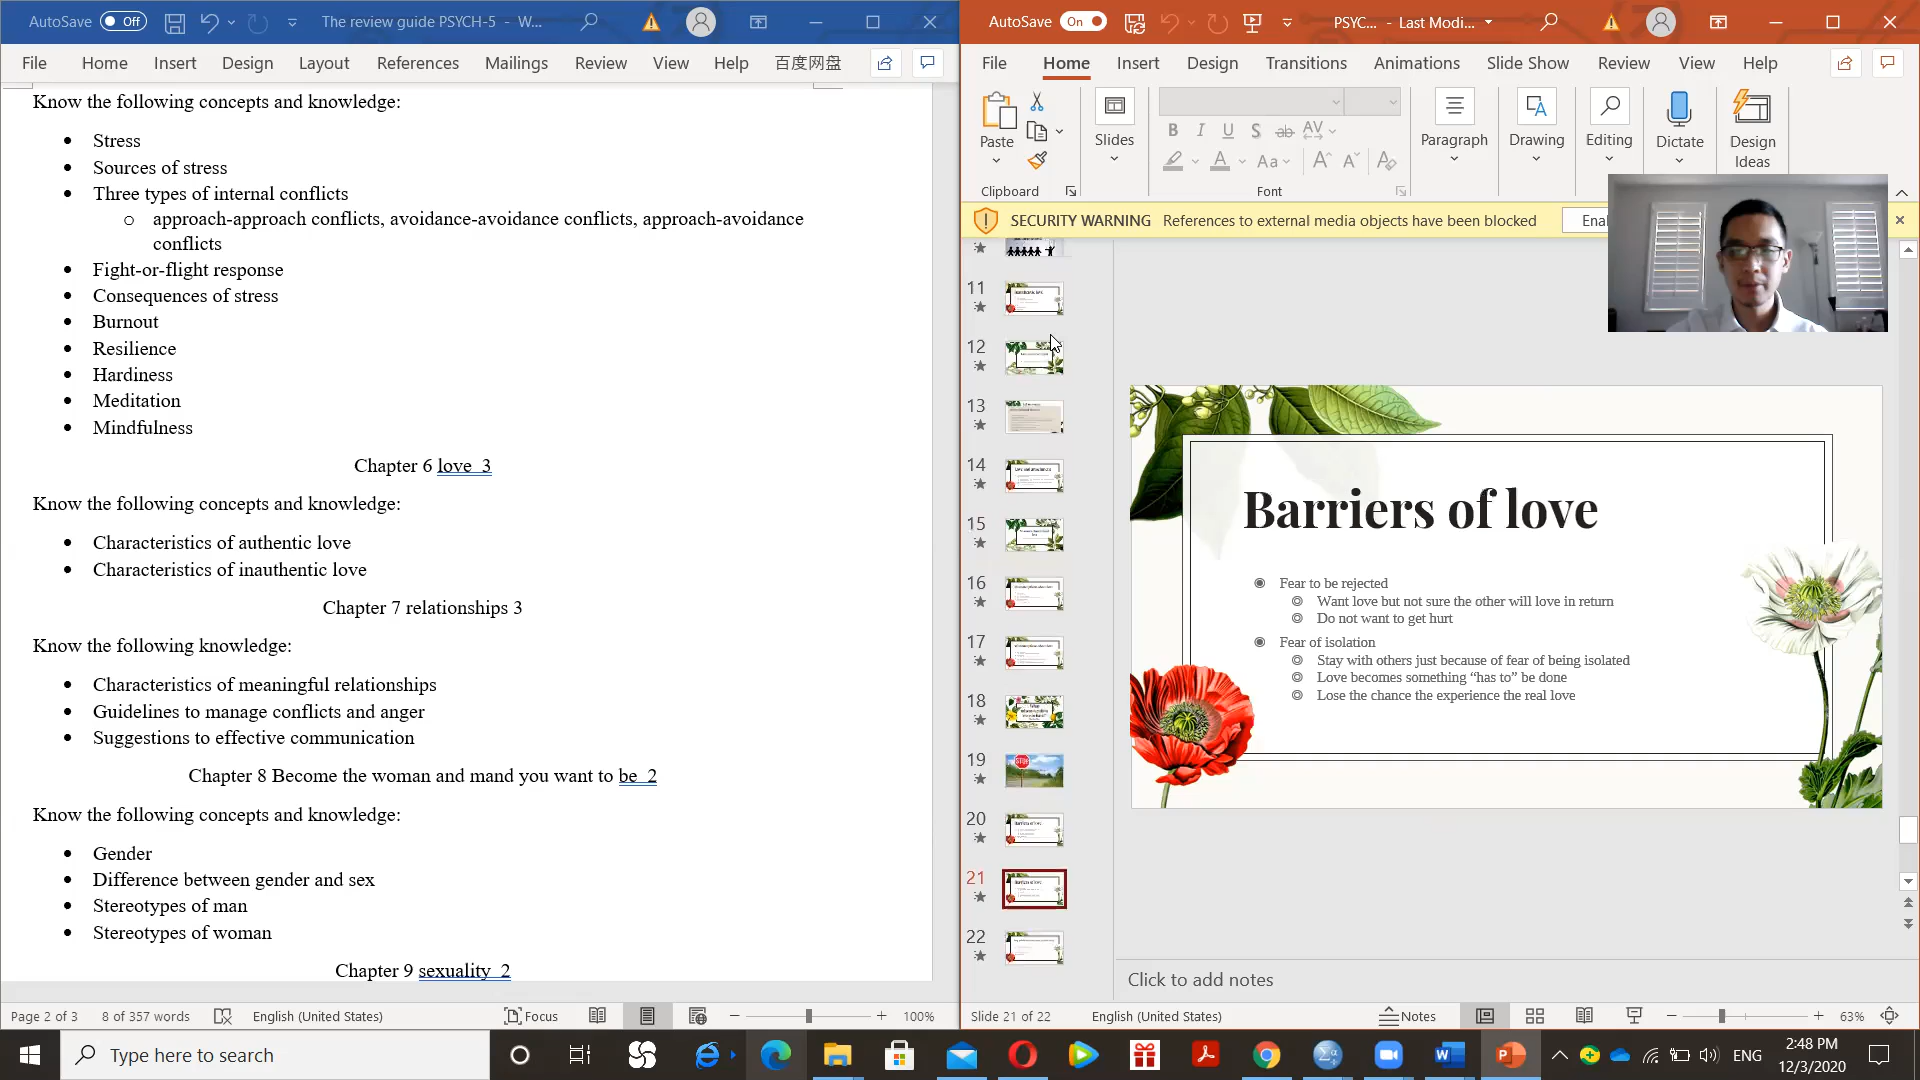 AutoSave Off The review guide PSYCH-5 - W...
File Home Insert Design Layout References Mailings Review View Help 百度网盘
Know the following concepts and knowledge:
Stress
Sources of stress
Three types of internal conflicts
approach-approach conflicts, avoidance-avoidance conflicts, approach-avoidance
conflicts
Fight-or-flight response
Consequences of stress
Burnout
Resilience
Hardiness
Meditation
Mindfulness
Chapter 6 love 3
Know the following concepts and knowledge:
Characteristics of authentic love
Characteristics of inauthentic love
Chapter 7 relationships 3
Know the following knowledge:
Characteristics of meaningful relationships
Guidelines to manage conflicts and anger
Suggestions to effective communication
Chapter 8 Become the woman and mand you want to be 2
Know the following concepts and knowledge:
Gender
Difference between gender and sex
Stereotypes of man
Stereotypes of woman
Chapter 9 sexuality 2
Page 2 of 3 8 of 357 words English (United States) Focus 100%
AutoSave On PSYC... - Last Modi...
File Home Insert Design Transitions Animations Slide Show Review View Help
Paste Slides B I U S ab AV Aa A A A Paragraph Drawing Editing Dictate Design
Ideas
Clipboard Font
SECURITY WARNING References to external media objects have been blocked Enal
11
12
13
14
15
16
17
18
19
STOP
20
21
22
Barriers of love
Fear to be rejected
Want love but not sure the other will love in return
Do not want to get hurt
Fear of isolation
Stay with others just because of fear of being isolated
Love becomes something “has to” be done
Lose the chance the experience the real love
Click to add notes
Slide 21 of 22 English (United States) Notes 63%
Type here to search
ENG 2:48 PM
12/3/2020